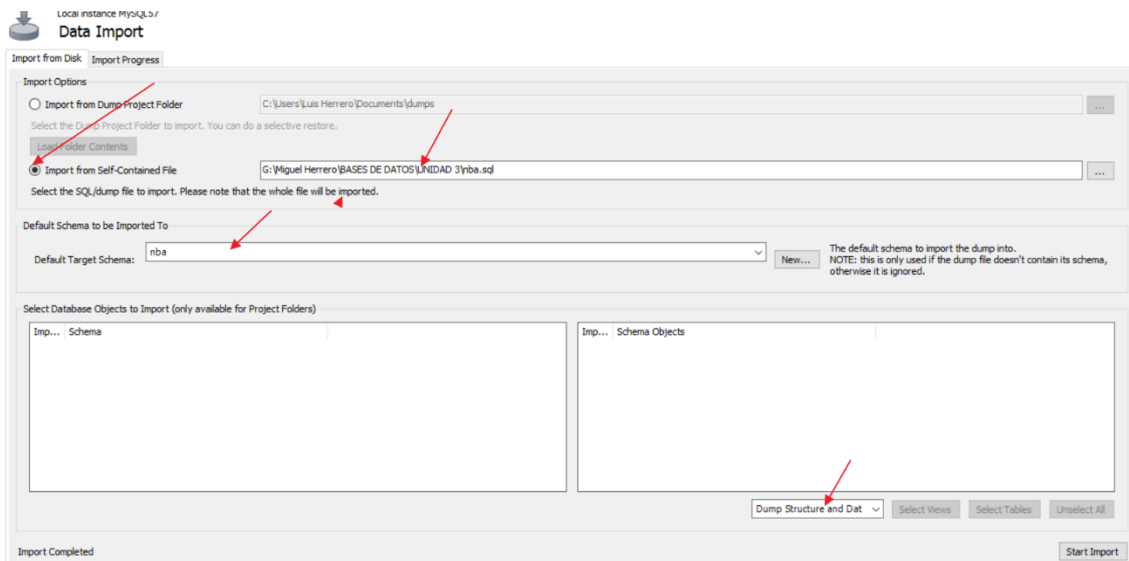 Local instance MySQL57
Data Import
Import from Disk Import Progress
Import Options
Import from Dump Project Folder C:\Users\Luis Herrero\Documents\dumps ...
Select the Dump Project Folder to import. You can do a selective restore.
Load Folder Contents
Import from Self-Contained File G:\Miguel Herrero\BASES DE DATOS\UNIDAD 3\nba.sql ...
Select the SQL/dump file to import. Please note that the whole file will be imported.
Default Schema to be Imported To
Default Target Schema: nba New... The default schema to import the dump into.
NOTE: this is only used if the dump file doesn't contain its schema,
otherwise it is ignored.
Select Database Objects to Import (only available for Project Folders)
Imp... Schema Imp... Schema Objects
Dump Structure and Dat Select Views Select Tables Unselect All
Import Completed Start Import